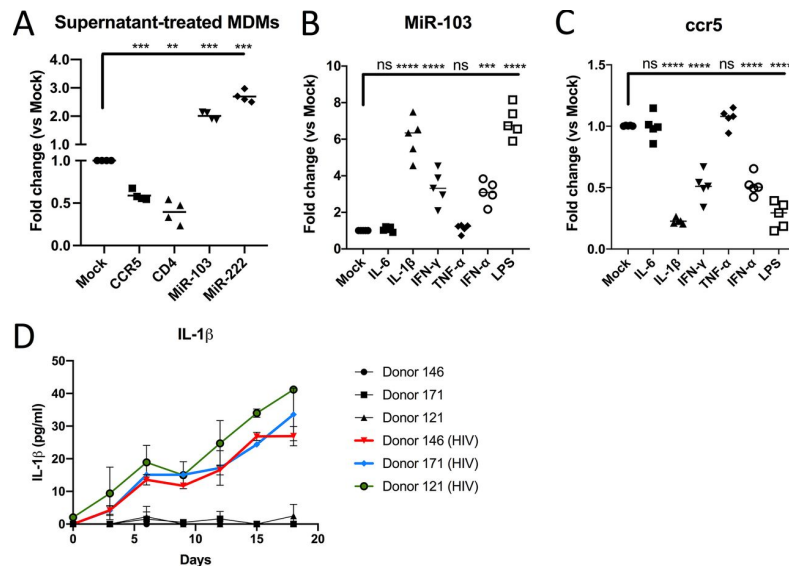 A
Supernatant-treated MDMs
*** ** *** ***
Fold change (vs Mock)
4.0
3.0
2.0
1.0
0.5
0.0
Mock
CCR5
CD4
MiR-103
MiR-222
B
MiR-103
ns **** **** ns *** ****
Fold change (vs Mock)
10
8
6
4
2
0
Mock
IL-6
IL-1β
IFN-γ
TNF-α
IFN-α
LPS
C
ccr5
ns **** **** ns **** ****
Fold change (vs Mock)
1.5
1.0
0.5
0.0
Mock
IL-6
IL-1β
IFN-γ
TNF-α
IFN-α
LPS
D
IL-1β
IL-1β (pg/ml)
50
40
30
20
10
0
0 5 10 15 20
Days
Donor 146
Donor 171
Donor 121
Donor 146 (HIV)
Donor 171 (HIV)
Donor 121 (HIV)